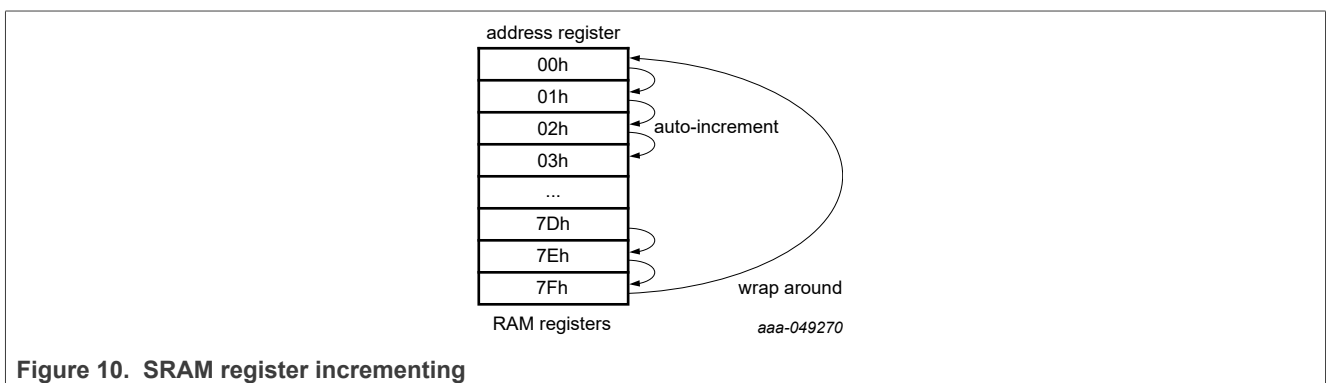 address register
00h
01h
02h
auto-increment
03h
...
7Dh
7Eh
7Fh
wrap around
RAM registers
aaa-049270
Figure 10. SRAM register incrementing